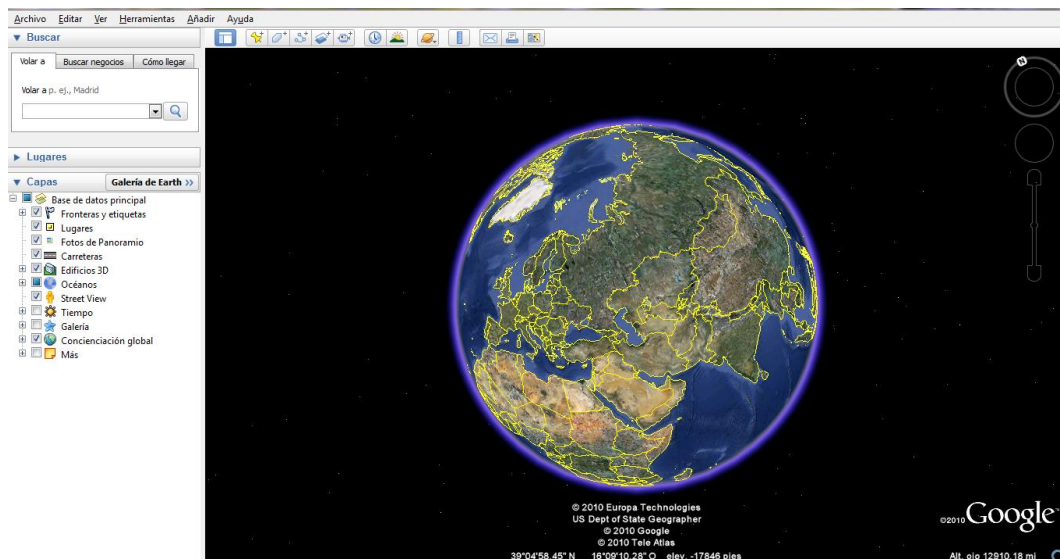 Archivo Editar Ver Herramientas Añadir Ayuda
Buscar
Volar a Buscar negocios Cómo llegar
Volar a p. ej., Madrid
Lugares
Capas Galería de Earth >>
Base de datos principal
Fronteras y etiquetas
Lugares
Fotos de Panoramio
Carreteras
Edificios 3D
Océanos
Street View
Tiempo
Galería
Concienciación global
Más
N
© 2010 Europa Technologies
US Dept of State Geographer
© 2010 Google
© 2010 Tele Atlas
©2010 Google
39°04'58.45" N 16°09'10.28" O elev. -17846 pies Alt. ojo 12910.18 mi